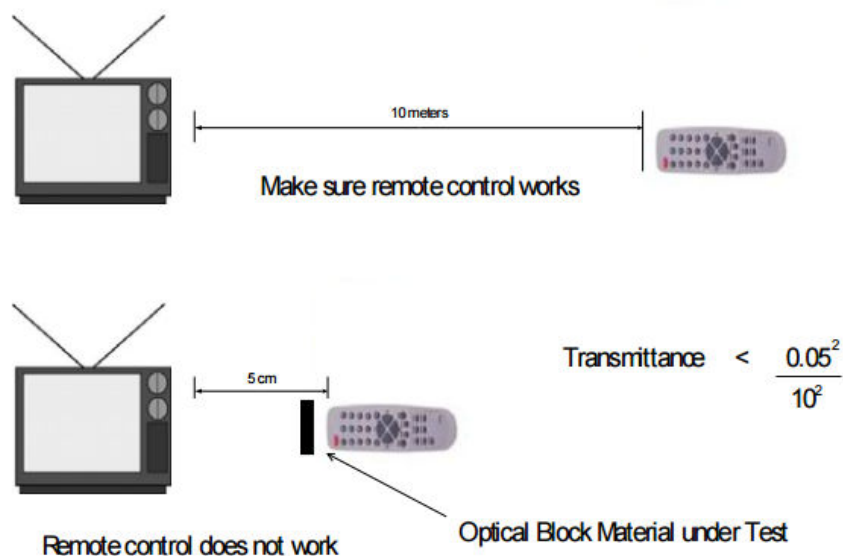 10 meters
Make sure remote control works
5 cm
Transmittance < 0.05²
10²
Optical Block Material under Test
Remote control does not work